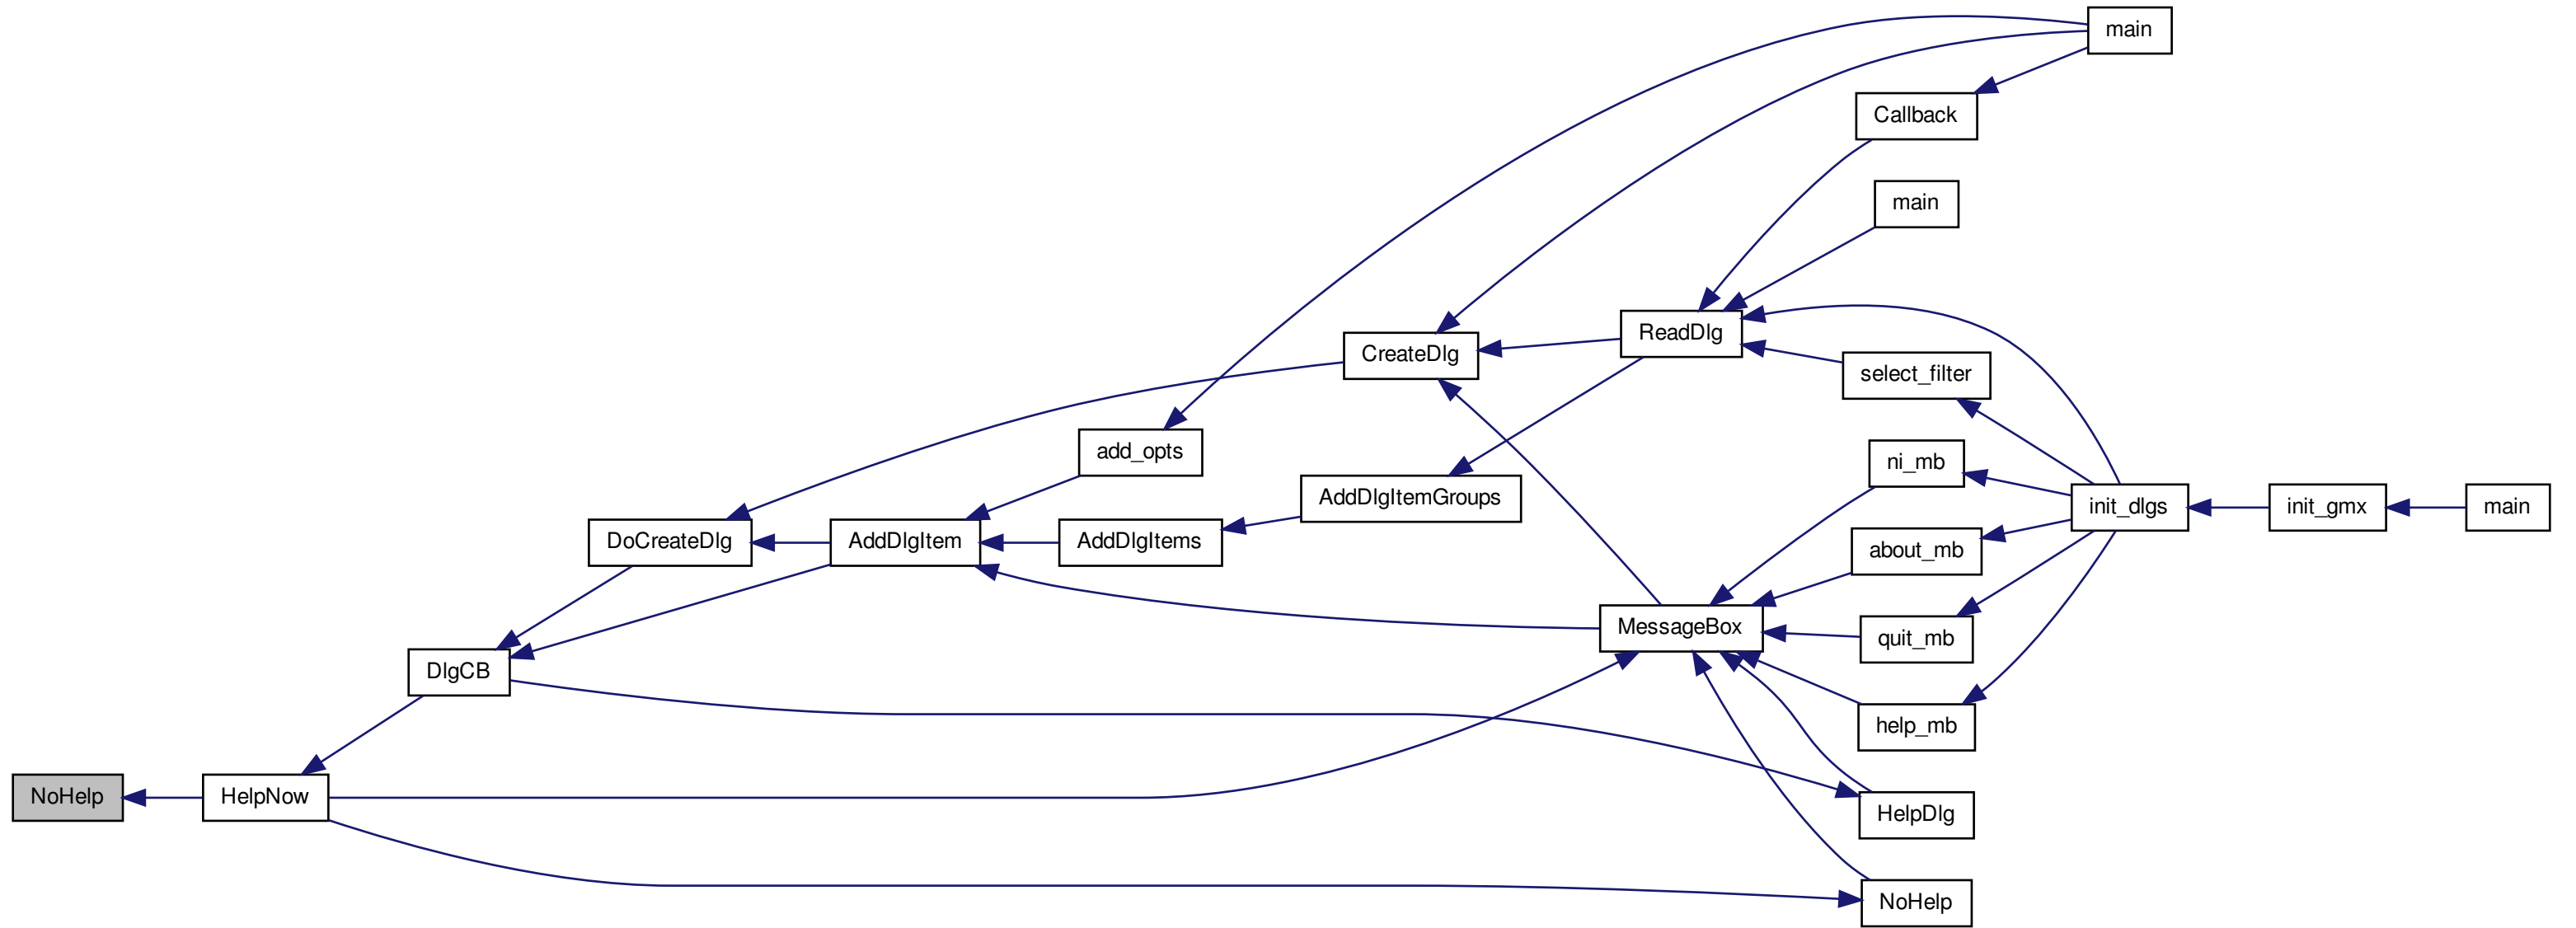 main
Callback
main
ReadDlg
CreateDlg
select_filter
add_opts
ni_mb
AddDlgItemGroups
init_dlgs
init_gmx
main
DoCreateDlg
AddDlgItem
AddDlgItems
about_mb
MessageBox
quit_mb
DlgCB
help_mb
NoHelp
HelpNow
HelpDlg
NoHelp